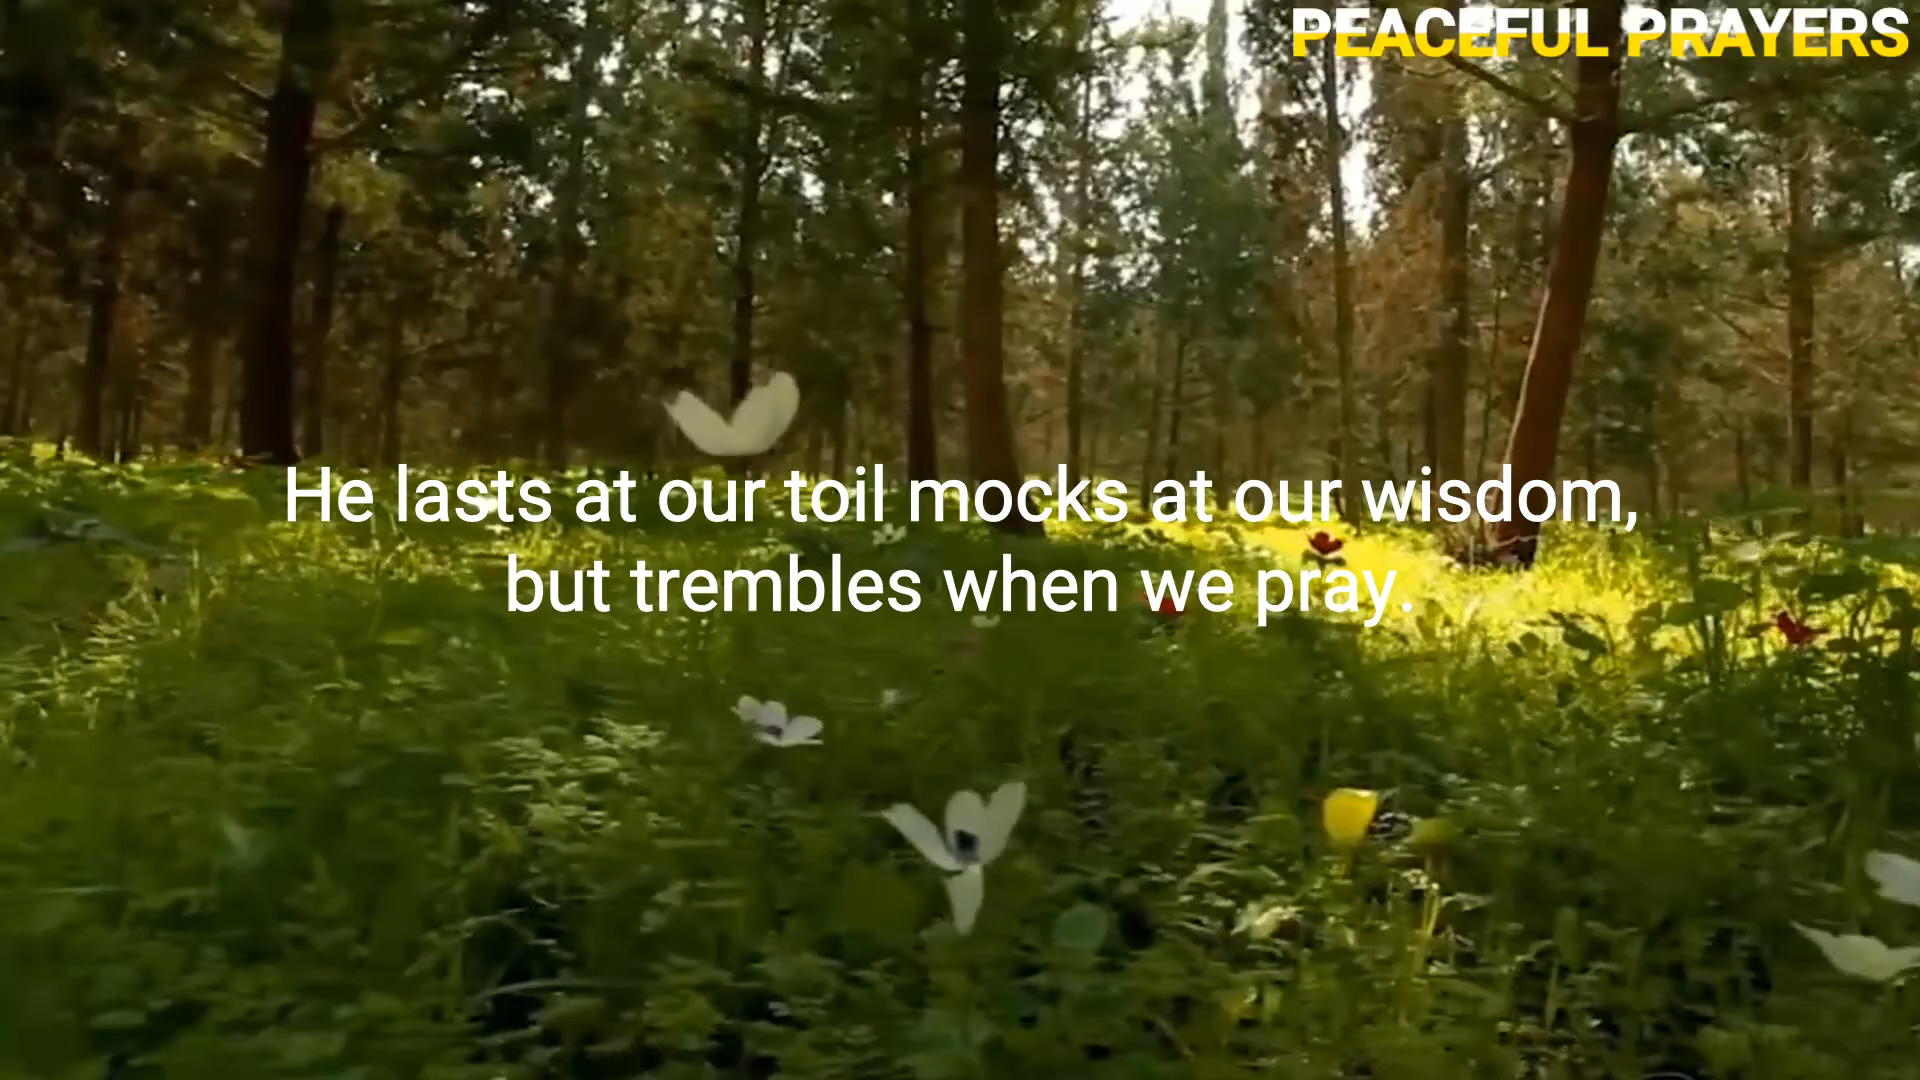 PEACEFUL PRAYERS
He lasts at our toil mocks at our wisdom,
but trembles when we pray.